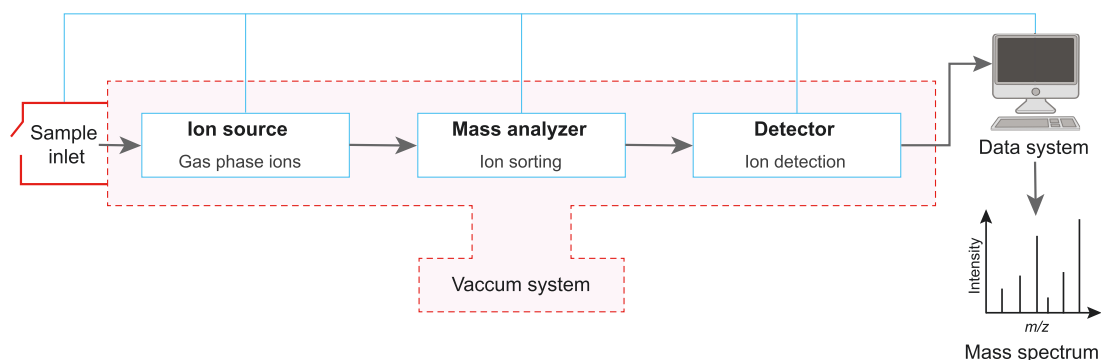 Sample
inlet
Ion source
Gas phase ions
Mass analyzer
Ion sorting
Detector
Ion detection
Data system
Vaccum system
Intensity
m/z
Mass spectrum